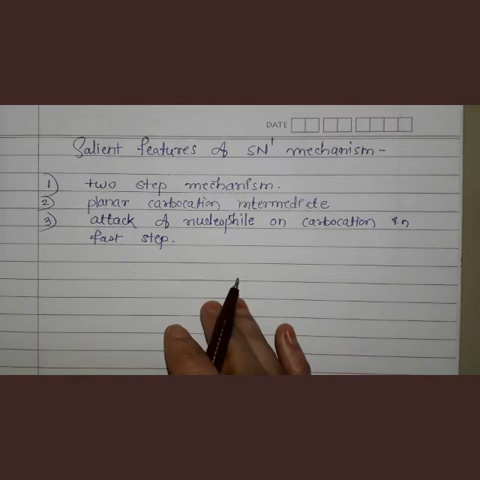 DATE
Salient features of SN¹ mechanism-
1) two step mechanism.
2) planar carbocation intermediate
3) attack of nucleophile on carbocation in
fast step.